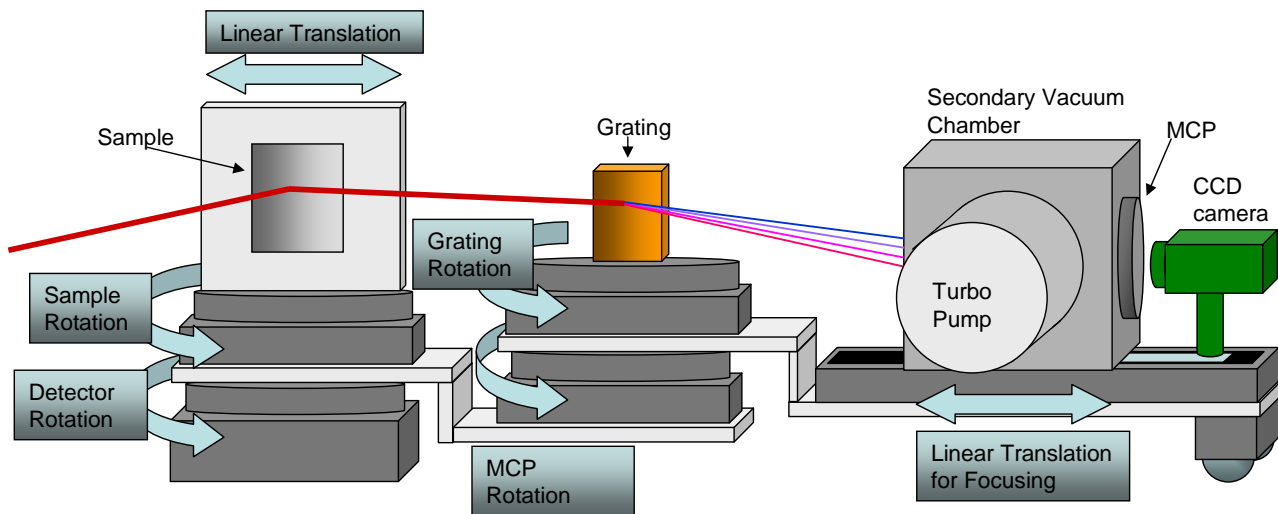 Linear Translation
Sample
Grating
Secondary Vacuum
Chamber
MCP
CCD
camera
Grating
Rotation
Sample
Rotation
Turbo
Pump
Detector
Rotation
MCP
Rotation
Linear Translation
for Focusing